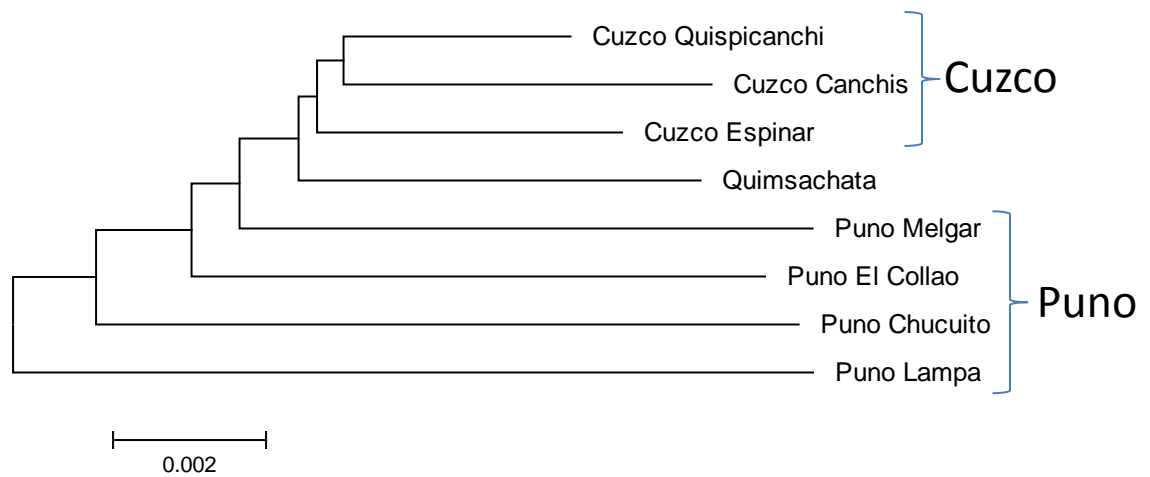 Cuzco Quispicanchi
Cuzco Canchis
Cuzco
Cuzco Espinar
Quimsachata
Puno Melgar
Puno El Collao
Puno
Puno Chucuito
Puno Lampa
0.002